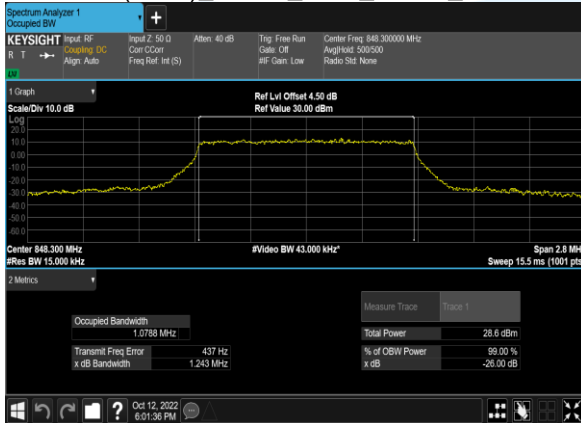 Spectrum Analyzer 1
Occupied BW
+
KEYSIGHT
R T
LXI
Input: RF
Coupling: DC
Align: Auto
Input Z: 50 Ω
Corr CCorr
Freq Ref: Int (S)
Atten: 40 dB
Trig: Free Run
Gate: Off
#IF Gain: Low
Center Freq: 848.300000 MHz
Avg|Hold: 500/500
Radio Std: None
1 Graph
Scale/Div 10.0 dB
Ref Lvl Offset 4.50 dB
Ref Value 30.00 dBm
Log
20.0
10.0
0.00
-10.0
-20.0
-30.0
-40.0
-50.0
-60.0
Center 848.300 MHz
#Res BW 15.000 kHz
#Video BW 43.000 kHz*
Span 2.8 MH
Sweep 15.5 ms (1001 pts
2 Metrics
Measure Trace Trace 1
Occupied Bandwidth
1.0788 MHz
Total Power 28.6 dBm
Transmit Freq Error 437 Hz
% of OBW Power 99.00 %
x dB Bandwidth 1.243 MHz
x dB -26.00 dB
?
Oct 12, 2022
6:01:36 PM